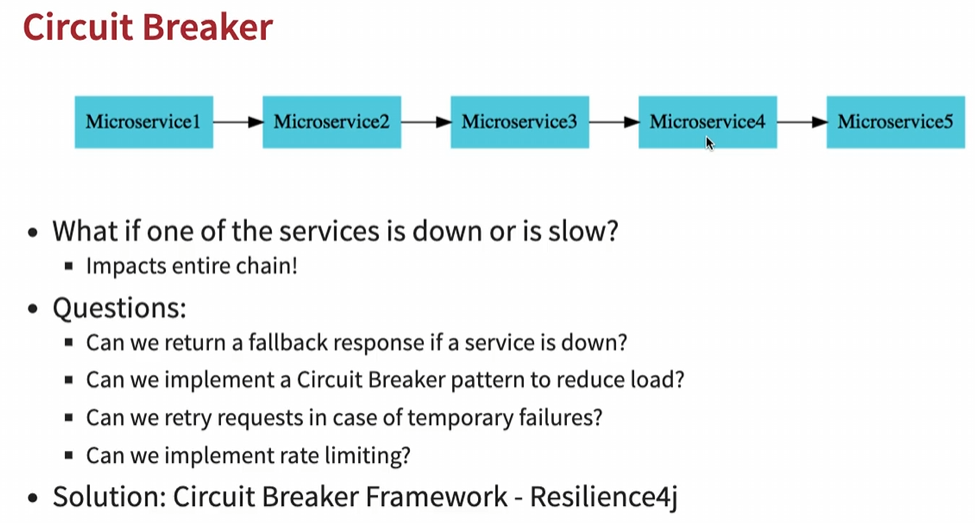 Circuit Breaker
Microservice1 Microservice2 Microservice3 Microservice4 Microservice5
What if one of the services is down or is slow?
Impacts entire chain!
Questions:
Can we return a fallback response if a service is down?
Can we implement a Circuit Breaker pattern to reduce load?
Can we retry requests in case of temporary failures?
Can we implement rate limiting?
Solution: Circuit Breaker Framework - Resilience4j